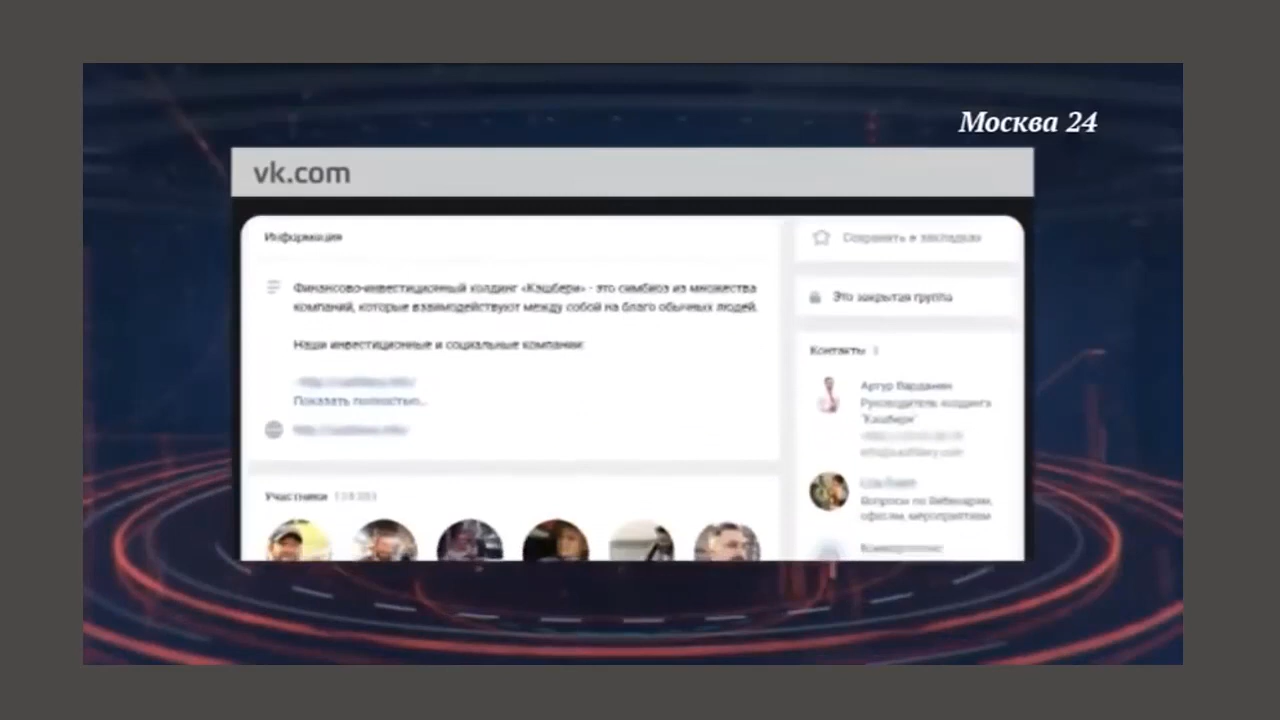 Москва 24
vk.com
Информация
Финансово-инвестиционный холдинг «Кэшбери» - это симбиоз из множества
компаний, которые взаимодействуют между собой на благо обычных людей.
Наши инвестиционные и социальные компании:
Показать полностью...
Участники
Сохранить в закладках
Это закрытая группа
Контакты
Артур Варданян
Руководитель холдинга
"Кэшбери"
Вопросы по Вебинарам,
офисам, мероприятиям